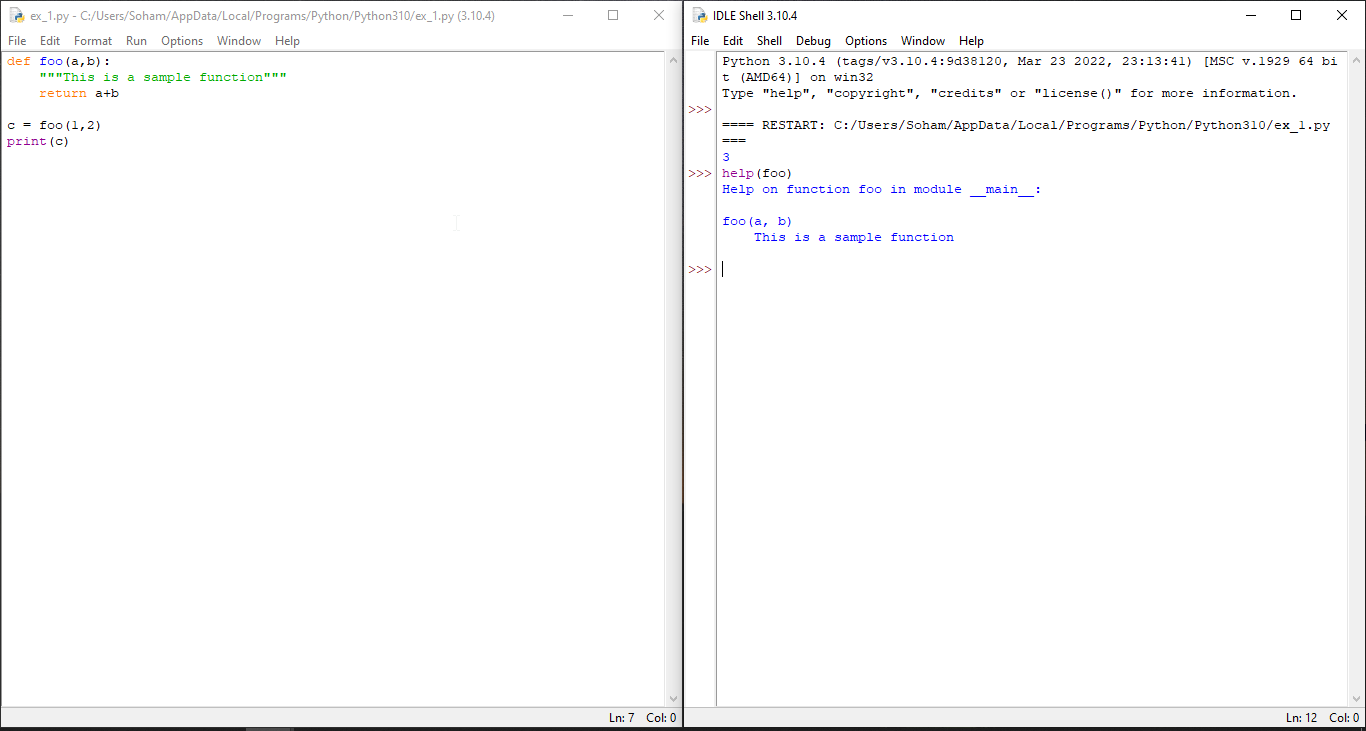 ex_1.py - C:/Users/Soham/AppData/Local/Programs/Python/Python310/ex_1.py (3.10.4)
File Edit Format Run Options Window Help
def foo(a,b):
    """This is a sample function"""
    return a+b
c = foo(1,2)
print(c)
Ln: 7 Col: 0
IDLE Shell 3.10.4
File Edit Shell Debug Options Window Help
Python 3.10.4 (tags/v3.10.4:9d38120, Mar 23 2022, 23:13:41) [MSC v.1929 64 bi
t (AMD64)] on win32
Type "help", "copyright", "credits" or "license()" for more information.
>>>
==== RESTART: C:/Users/Soham/AppData/Local/Programs/Python/Python310/ex_1.py
===
3
>>> help(foo)
Help on function foo in module __main__:
foo(a, b)
    This is a sample function
>>>
Ln: 12 Col: 0